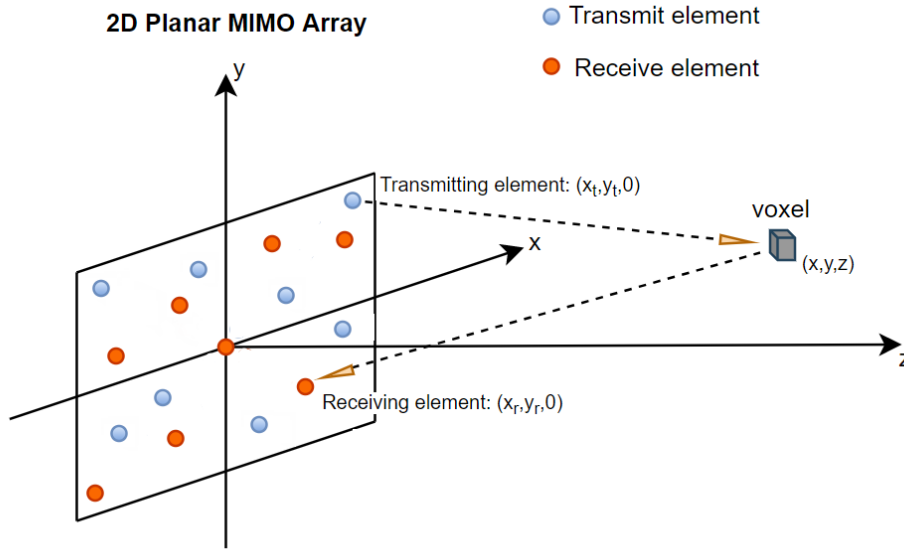 2D Planar MIMO Array
Transmit element
Receive element
y
Transmitting element: (xₜ,yₜ,0)
voxel
x
(x,y,z)
z
Receiving element: (xᵣ,yᵣ,0)